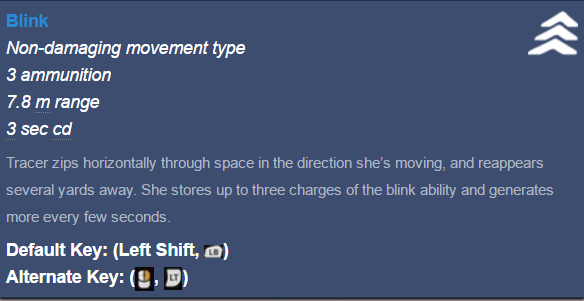 Blink
Non-damaging movement type
3 ammunition
7.8 m range
3 sec cd
Tracer zips horizontally through space in the direction she's moving, and reappears
several yards away. She stores up to three charges of the blink ability and generates
more every few seconds.
Default Key: (Left Shift, LB)
Alternate Key: (, LT)